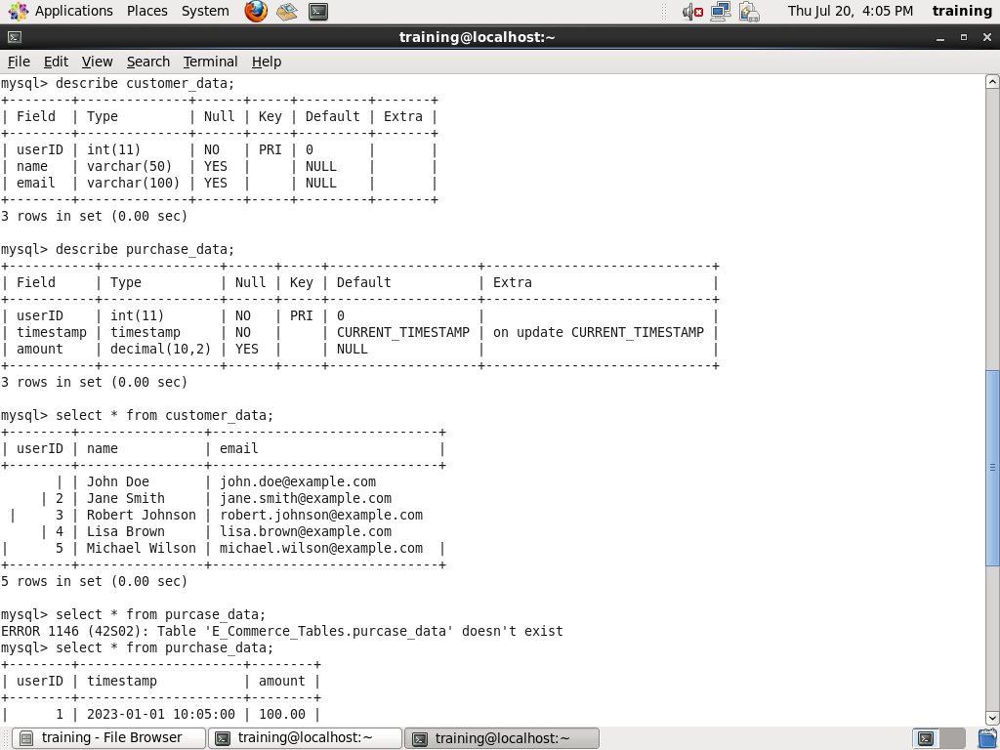 Applications Places System Thu Jul 20, 4:05 PM training
training@localhost:~
File Edit View Search Terminal Help
mysql> describe customer_data;
+--------+--------------+------+-----+---------+-------+
| Field  | Type         | Null | Key | Default | Extra |
+--------+--------------+------+-----+---------+-------+
| userID | int(11)      | NO   | PRI | 0       |       |
| name   | varchar(50)  | YES  |     | NULL    |       |
| email  | varchar(100) | YES  |     | NULL    |       |
+--------+--------------+------+-----+---------+-------+
3 rows in set (0.00 sec)
mysql> describe purchase_data;
+-----------+---------------+------+-----+-------------------+-----------------------------+
| Field     | Type          | Null | Key | Default           | Extra                       |
+-----------+---------------+------+-----+-------------------+-----------------------------+
| userID    | int(11)       | NO   | PRI | 0                 |                             |
| timestamp | timestamp     | NO   |     | CURRENT_TIMESTAMP | on update CURRENT_TIMESTAMP |
| amount    | decimal(10,2) | YES  |     | NULL              |                             |
+-----------+---------------+------+-----+-------------------+-----------------------------+
3 rows in set (0.00 sec)
mysql> select * from customer_data;
+--------+----------------+-----------------------------+
| userID | name           | email                       |
+--------+----------------+-----------------------------+
       | | John Doe       | john.doe@example.com
     | 2 | Jane Smith     | jane.smith@example.com
 |     3 | Robert Johnson | robert.johnson@example.com
     | 4 | Lisa Brown     | lisa.brown@example.com
|      5 | Michael Wilson | michael.wilson@example.com  |
+--------+----------------+-----------------------------+
5 rows in set (0.00 sec)
mysql> select * from purcase_data;
ERROR 1146 (42S02): Table 'E_Commerce_Tables.purcase_data' doesn't exist
mysql> select * from purchase_data;
+--------+---------------------+--------+
| userID | timestamp           | amount |
+--------+---------------------+--------+
|      1 | 2023-01-01 10:05:00 | 100.00 |
training - File Browser training@localhost:~ training@localhost:~